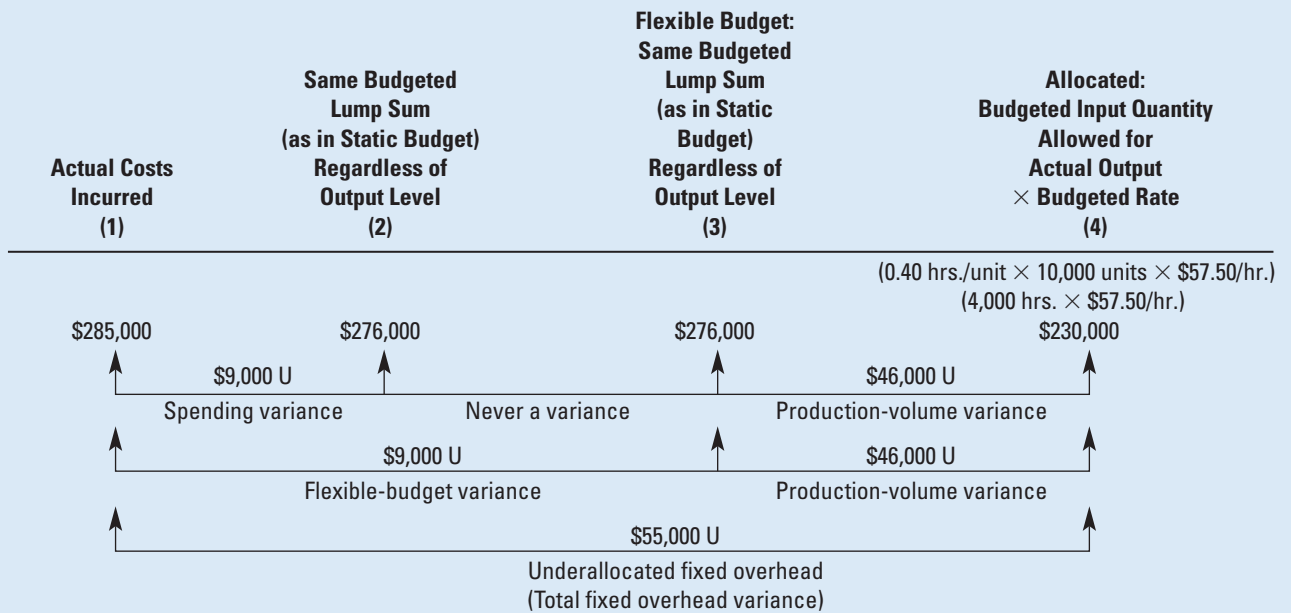 Actual Costs
Incurred
(1)
Same Budgeted
Lump Sum
(as in Static Budget)
Regardless of
Output Level
(2)
Flexible Budget:
Same Budgeted
Lump Sum
(as in Static
Budget)
Regardless of
Output Level
(3)
Allocated:
Budgeted Input Quantity
Allowed for
Actual Output
× Budgeted Rate
(4)
(0.40 hrs./unit × 10,000 units × $57.50/hr.)
(4,000 hrs. × $57.50/hr.)
$285,000
$276,000
$276,000
$230,000
$9,000 U
$46,000 U
Spending variance
Never a variance
Production-volume variance
$9,000 U
$46,000 U
Flexible-budget variance
Production-volume variance
$55,000 U
Underallocated fixed overhead
(Total fixed overhead variance)